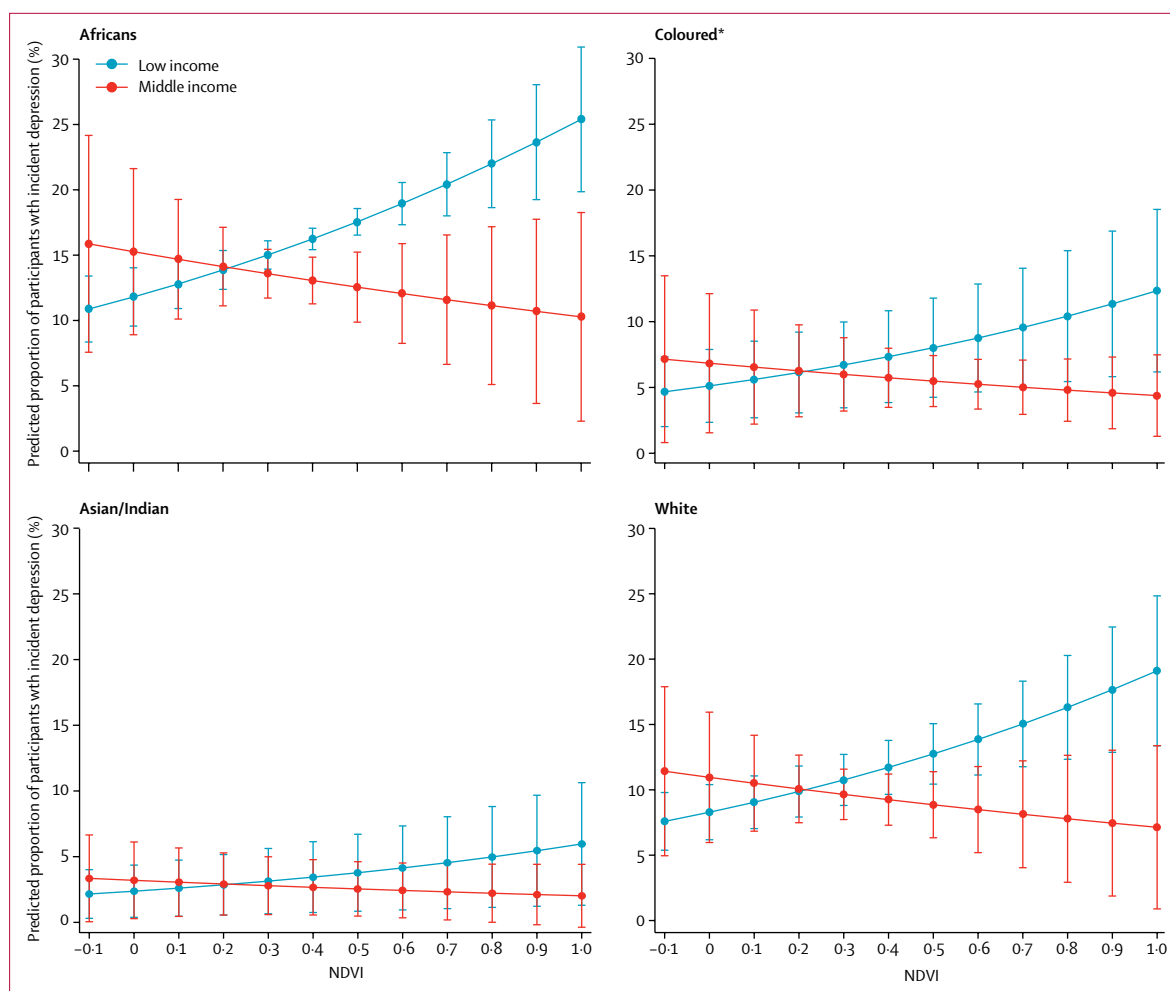 Africans
Low income
Middle income
Predicted proportion of participants wth incident depression (%)
30
25
20
15
10
5
0
Coloured*
30
25
20
15
10
5
0
Asian/Indian
Predicted proportion of participants wth incident depression (%)
30
25
20
15
10
5
0
–0·1 0 0·1 0·2 0·3 0·4 0·5 0·6 0·7 0·8 0·9 1·0
NDVI
White
30
25
20
15
10
5
0
–0·1 0 0·1 0·2 0·3 0·4 0·5 0·6 0·7 0·8 0·9 1·0
NDVI